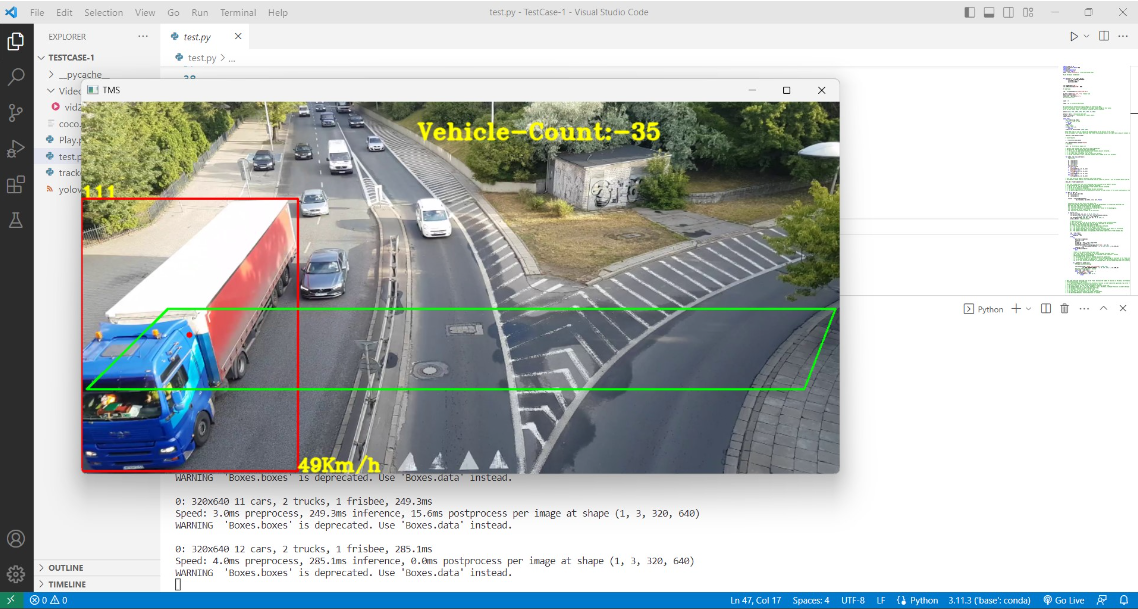 File Edit Selection View Go Run Terminal Help
test.py - TestCase-1 - Visual Studio Code
EXPLORER
test.py
TESTCASE-1
test.py > ...
__pycache__
Video
vid2
coco.
Play.p
test.p
track
yolov
38
TMS
Vehicle-Count:-35
111
49Km/h
Python
WARNING 'Boxes.boxes' is deprecated. Use 'Boxes.data' instead.
0: 320x640 11 cars, 2 trucks, 1 frisbee, 249.3ms
Speed: 3.0ms preprocess, 249.3ms inference, 15.6ms postprocess per image at shape (1, 3, 320, 640)
WARNING 'Boxes.boxes' is deprecated. Use 'Boxes.data' instead.
0: 320x640 12 cars, 2 trucks, 1 frisbee, 285.1ms
Speed: 4.0ms preprocess, 285.1ms inference, 0.0ms postprocess per image at shape (1, 3, 320, 640)
WARNING 'Boxes.boxes' is deprecated. Use 'Boxes.data' instead.
OUTLINE
TIMELINE
0 0
Ln 47, Col 17 Spaces: 4 UTF-8 LF Python 3.11.3 ('base': conda) Go Live